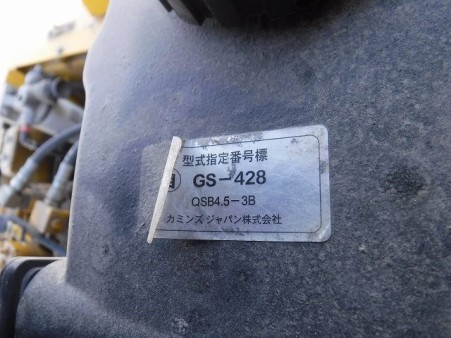 型式指定番号標
GS-428
QSB4.5-3B
カミンズ ジャパン株式会社